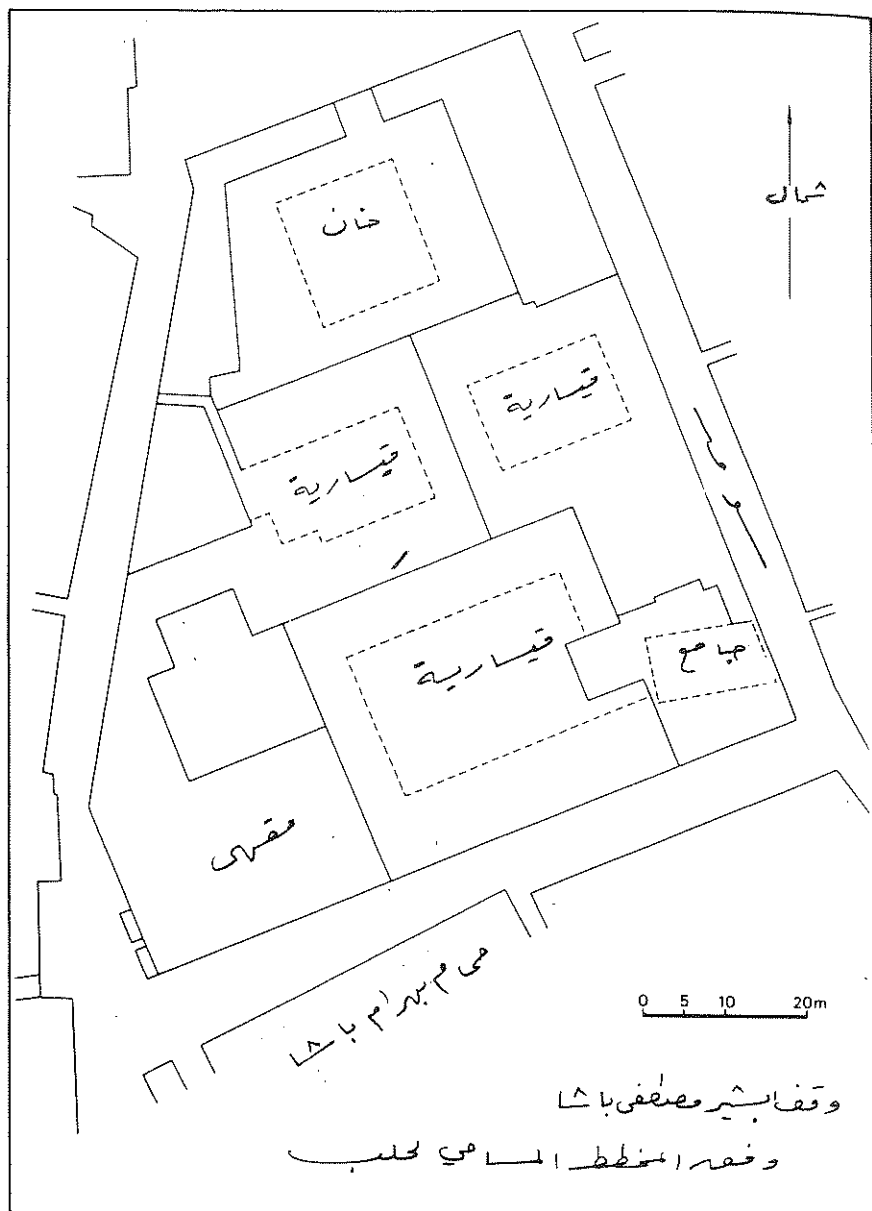 شمال
خان
قيسارية
قيسارية
قيسارية
جامع
مقهى
حمام بهرام باشا
0 5 10 20m
وقف ابشير مصطفى باشا
وفق المخطط المساحي لحلب